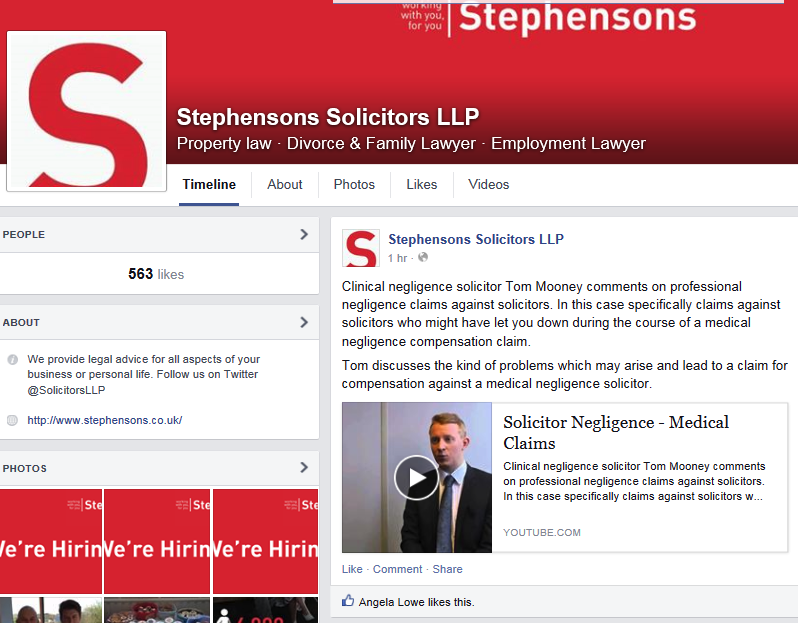 working
with you,
for you
Stephensons
S
Stephensons Solicitors LLP
Property law · Divorce & Family Lawyer · Employment Lawyer
Timeline
About
Photos
Likes
Videos
PEOPLE
563 likes
ABOUT
We provide legal advice for all aspects of your
business or personal life. Follow us on Twitter
@SolicitorsLLP
http://www.stephensons.co.uk/
PHOTOS
Ste
Ste
Ste
We're Hirin
We're Hirin
We're Hirin
S
Stephensons Solicitors LLP
1 hr ·
Clinical negligence solicitor Tom Mooney comments on professional
negligence claims against solicitors. In this case specifically claims against
solicitors who might have let you down during the course of a medical
negligence compensation claim.
Tom discusses the kind of problems which may arise and lead to a claim for
compensation against a medical negligence solicitor.
Solicitor Negligence - Medical
Claims
Clinical negligence solicitor Tom Mooney comments
on professional negligence claims against solicitors.
In this case specifically claims against solicitors w...
YOUTUBE.COM
Like · Comment · Share
Angela Lowe likes this.